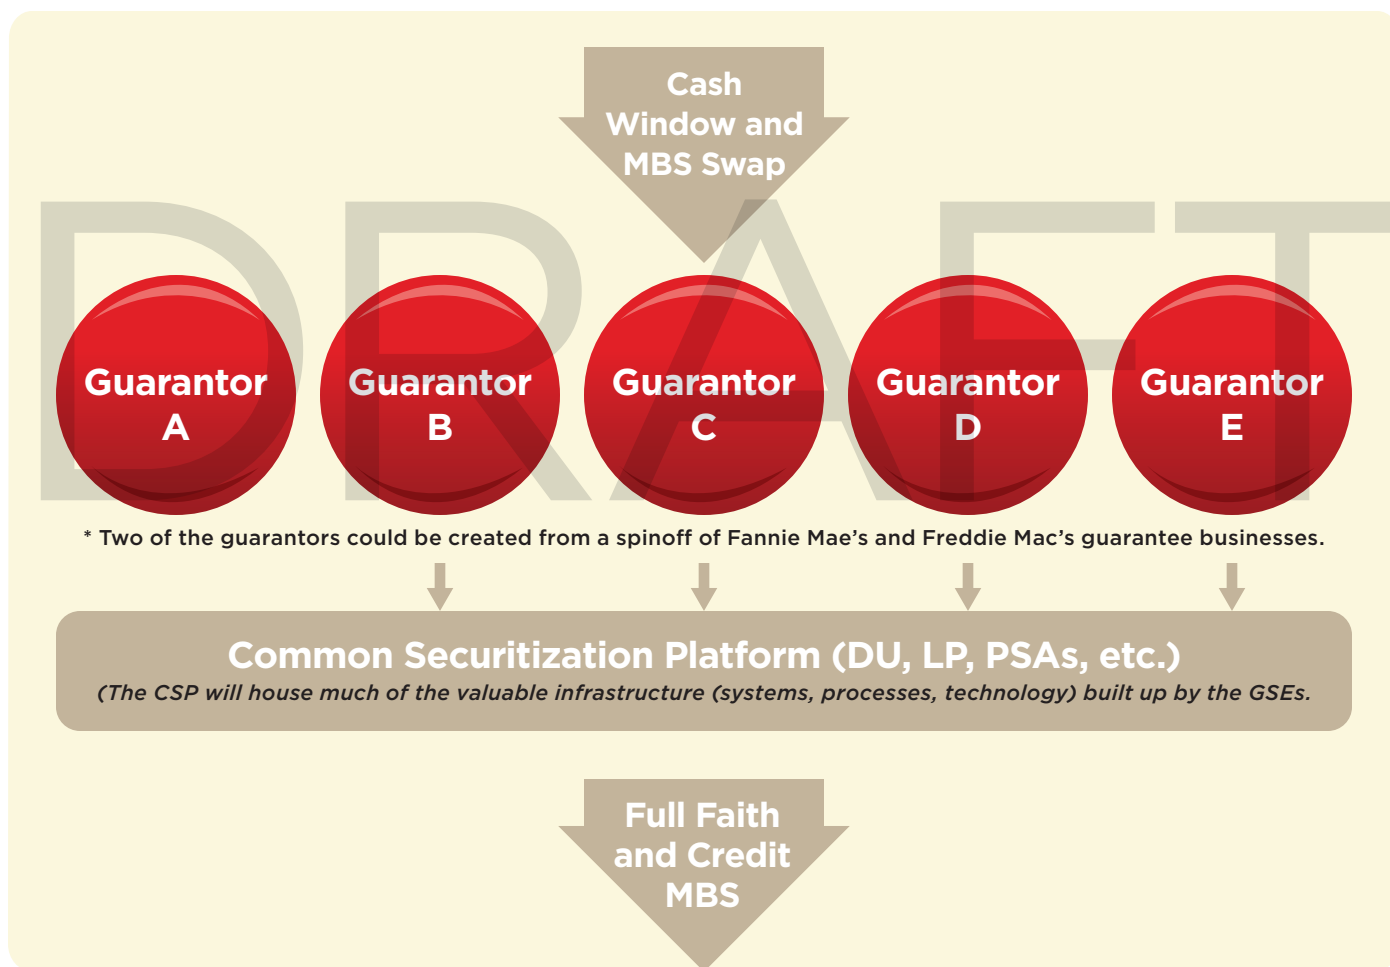 Cash
Window and
MBS Swap
DRAFT
Guarantor
A
Guarantor
B
Guarantor
C
Guarantor
D
Guarantor
E
* Two of the guarantors could be created from a spinoff of Fannie Mae’s and Freddie Mac’s guarantee businesses.
Common Securitization Platform (DU, LP, PSAs, etc.)
(The CSP will house much of the valuable infrastructure (systems, processes, technology) built up by the GSEs.
Full Faith
and Credit
MBS